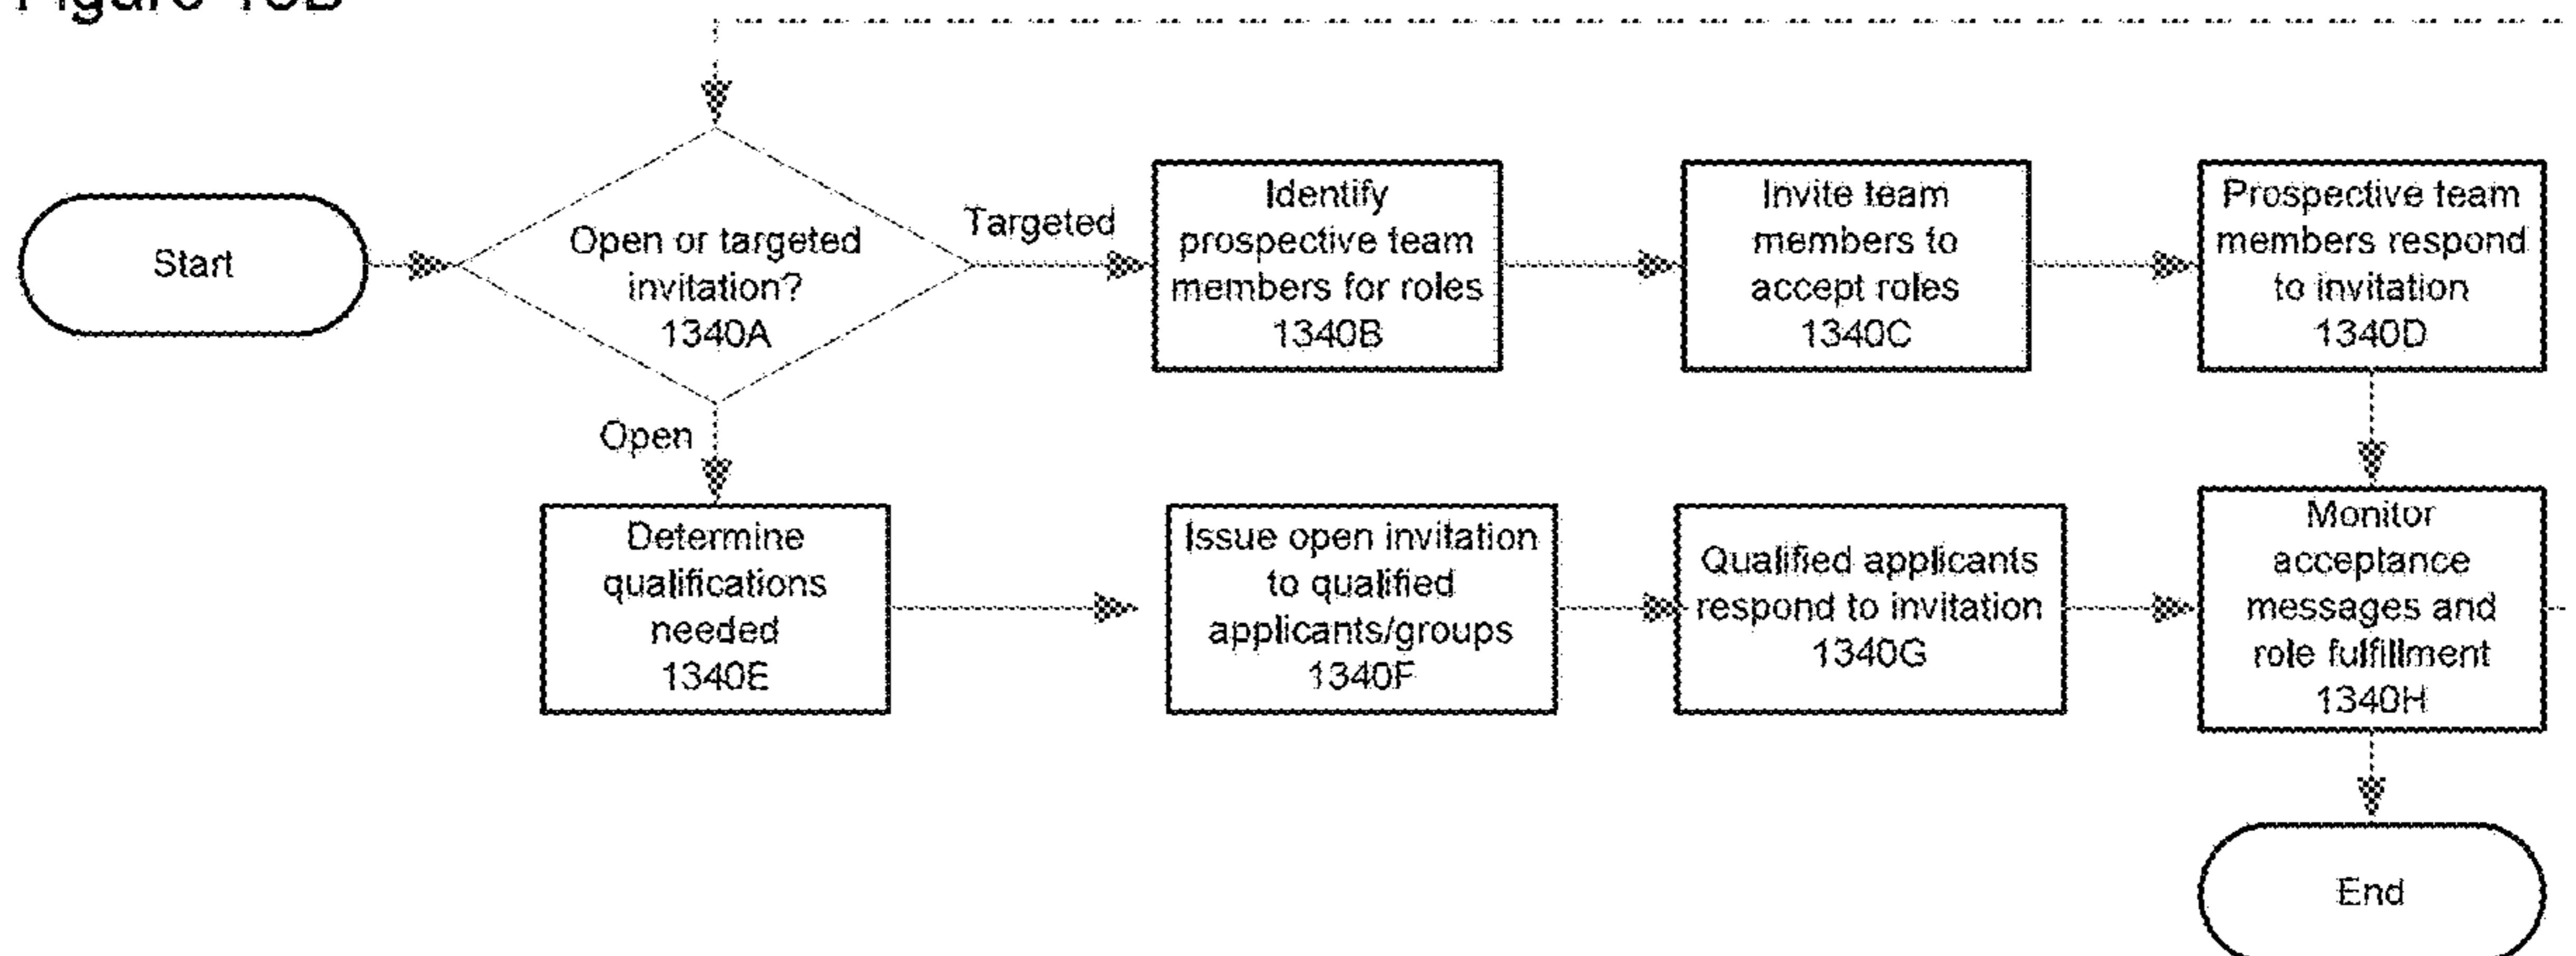 Start
Open or targeted
invitation?
1340A
Targeted
Open
Identify
prospective team
members for roles
1340B
Invite team
members to
accept roles
1340C
Prospective team
members respond
to invitation
1340D
Determine
qualifications
needed
1340E
Issue open invitation
to qualified
applicants/groups
1340F
Qualified applicants
respond to invitation
1340G
Monitor
acceptance
messages and
role fulfillment
1340H
End